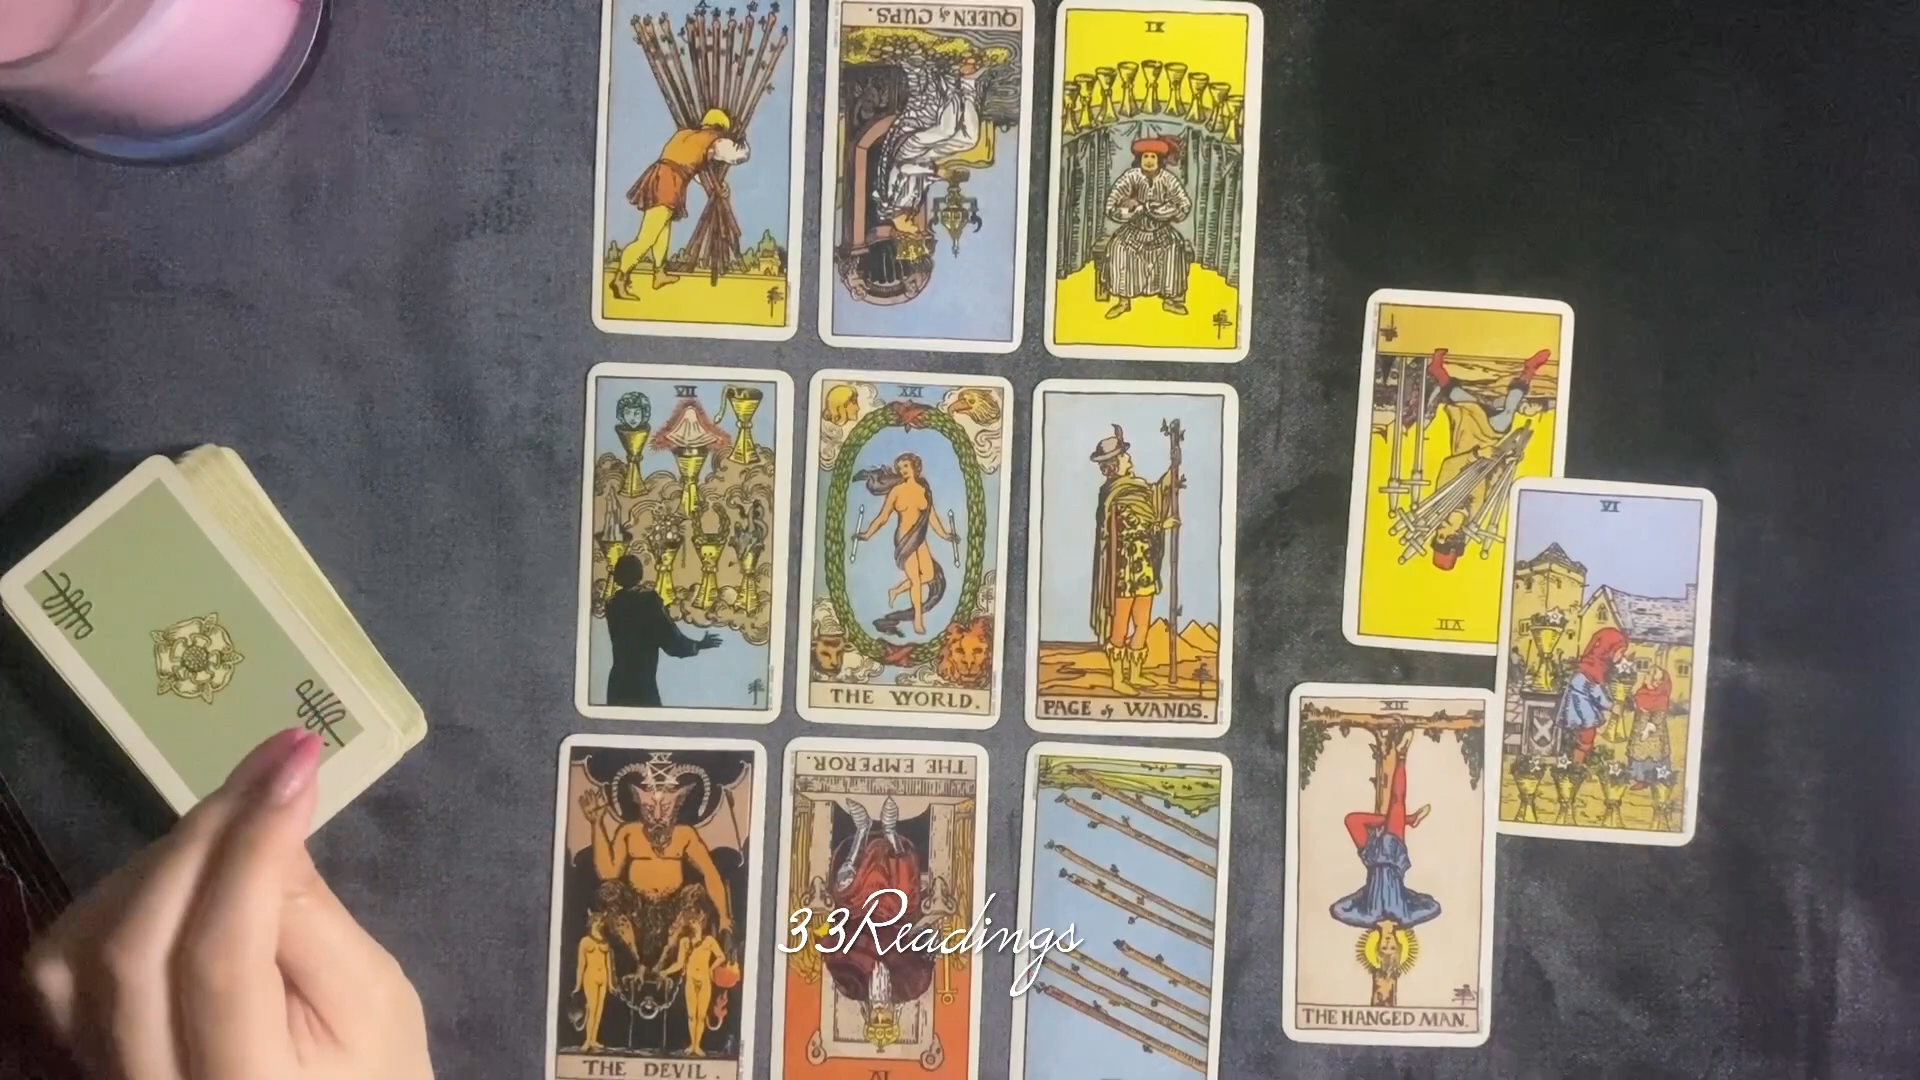 QUEEN of CUPS.
IX
VII
XXI
THE WORLD.
PAGE of WANDS.
XV
THE DEVIL.
THE EMPEROR.
IV
VII
VI
XII
THE HANGED MAN.
33Readings